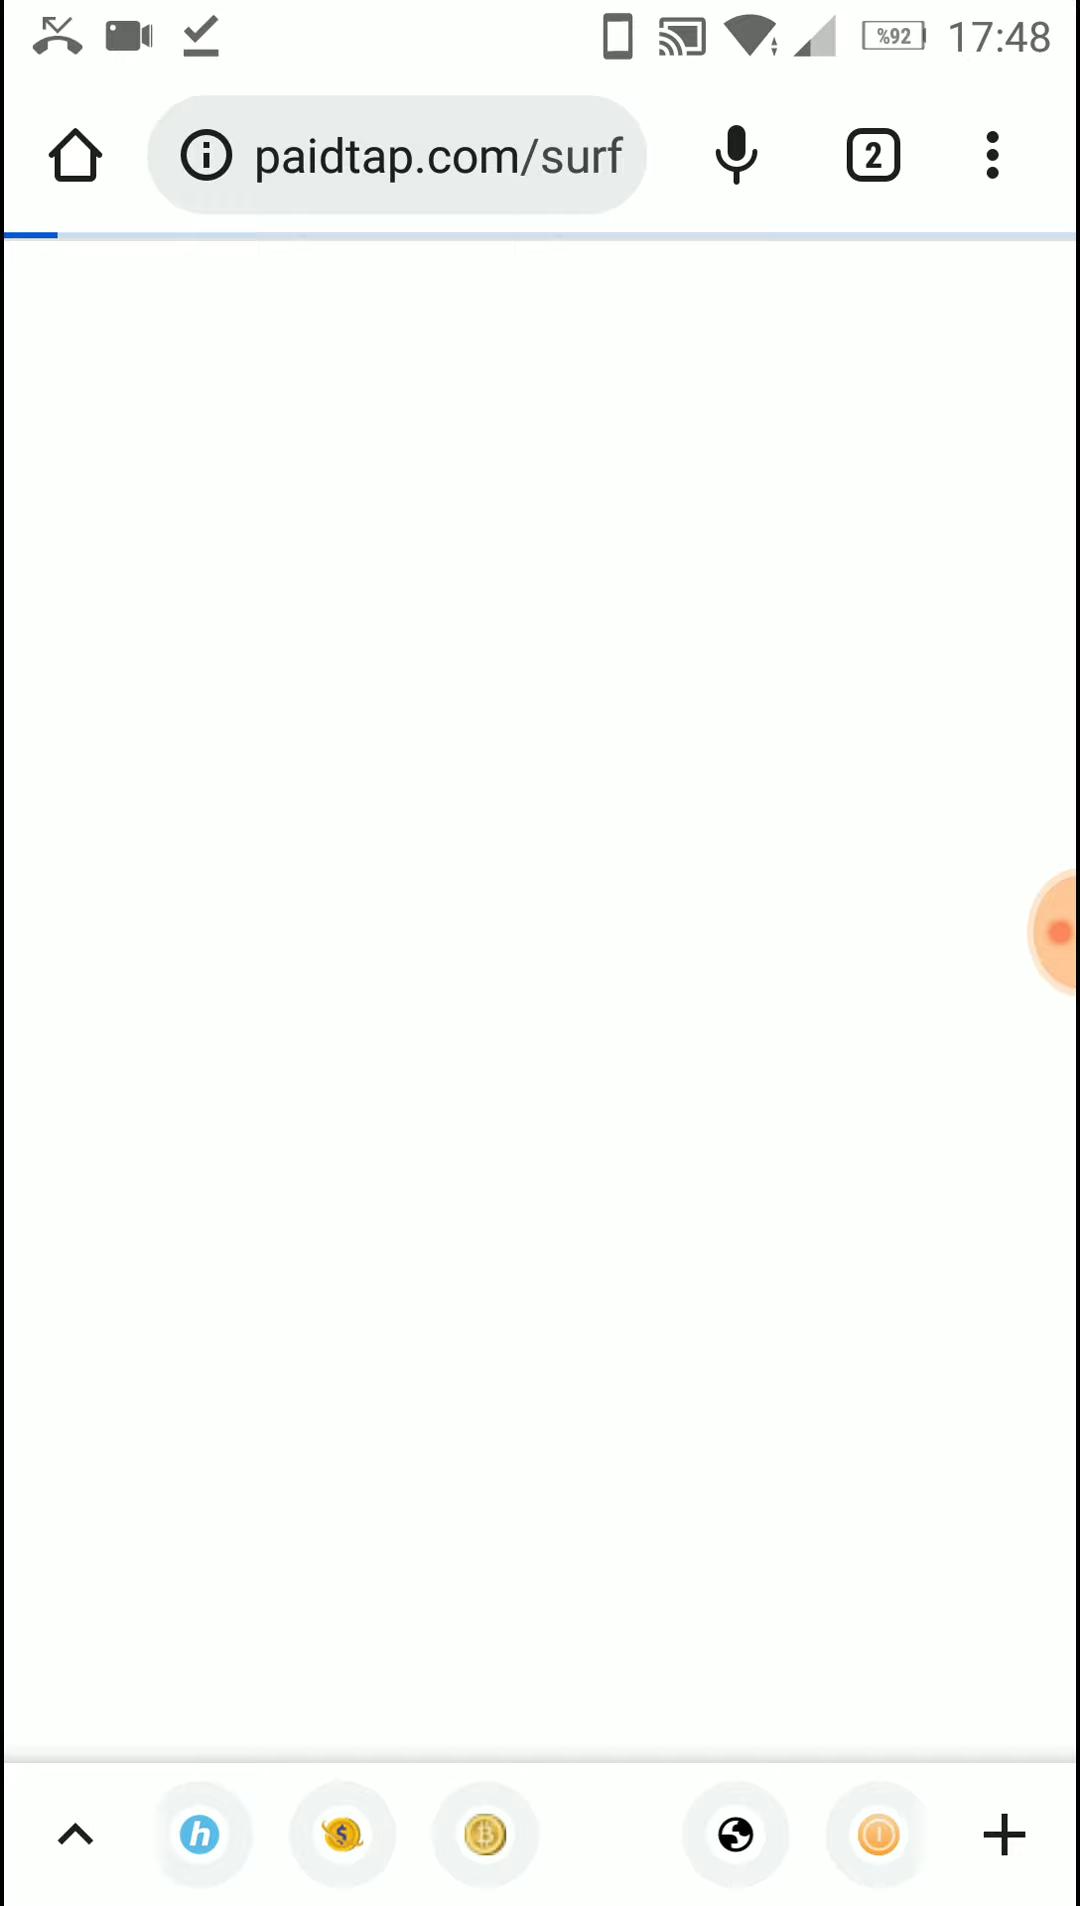 %92 17:48
paidtap.com/surf 2
h $ ₿